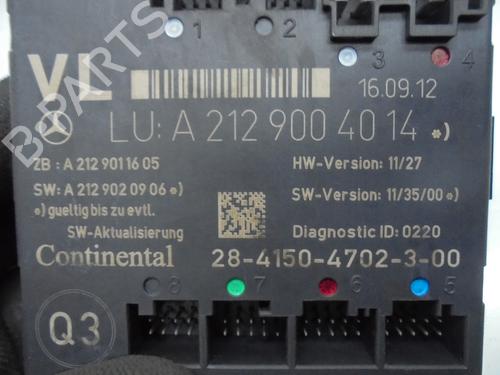 1 2 3 4
VL
16.09.12
LU: A 212 900 40 14 *)
ZB : A 212 901 16 05
HW-Version: 11/27
SW: A 212 902 09 06 *)
SW-Version: 11/35/00 *)
*) gueltig bis zu evtl.
SW-Aktualisierung
Diagnostic ID: 0220
Continental
28-4150-4702-3-00
8 7 6 5
Q3
B-PARTS